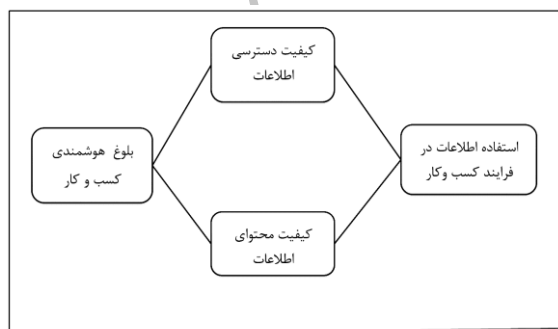 کیفیت دسترسی
اطلاعات
استفاده اطلاعات در
فرایند کسب وکار
بلوغ هوشمندی
کسب و کار
کیفیت محتوای
اطلاعات